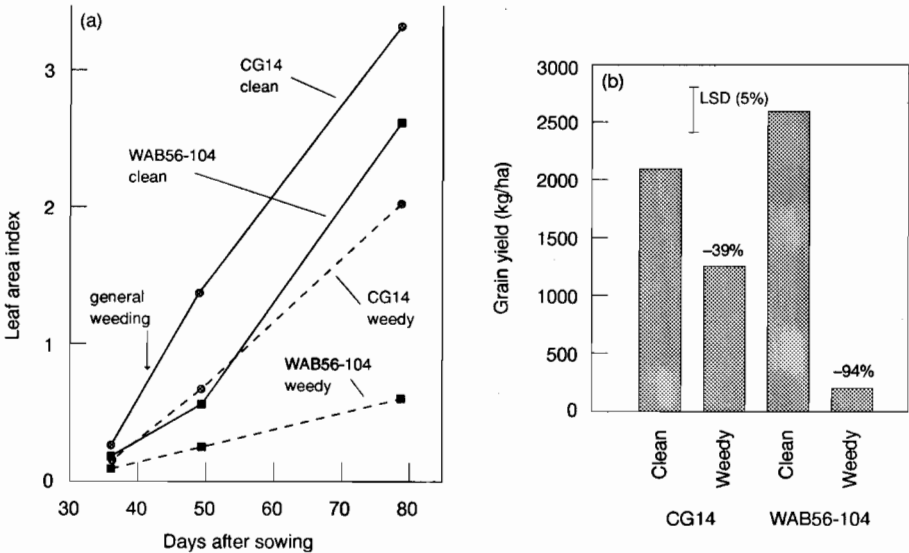 (a)
3
2
1
0
Leaf area index
CG14
clean
WAB56-104
clean
general
weeding
CG14
weedy
WAB56-104
weedy
30 40 50 60 70 80
Days after sowing
(b)
LSD (5%)
3000
2500
2000
1500
1000
500
0
Grain yield (kg/ha)
–39%
–94%
Clean Weedy Clean Weedy
CG14 WAB56-104